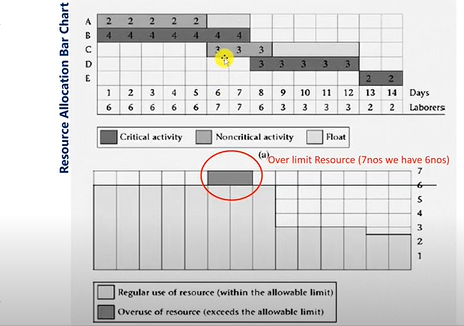 Resource Allocation Bar Chart
A 2 2 2 2 2
B 4 4 4 4 4 4 4
C 3 3 3
D 3 3 3 3 3
E 2 2
1 2 3 4 5 6 7 8 9 10 11 12 13 14 Days
6 6 6 6 6 7 7 6 3 3 3 3 2 2 Laborers
Critical activity Noncritical activity Float
(a)
Over limit Resource (7nos we have 6nos)
7
6
5
4
3
2
1
Regular use of resource (within the allowable limit)
Overuse of resource (exceeds the allowable limit)